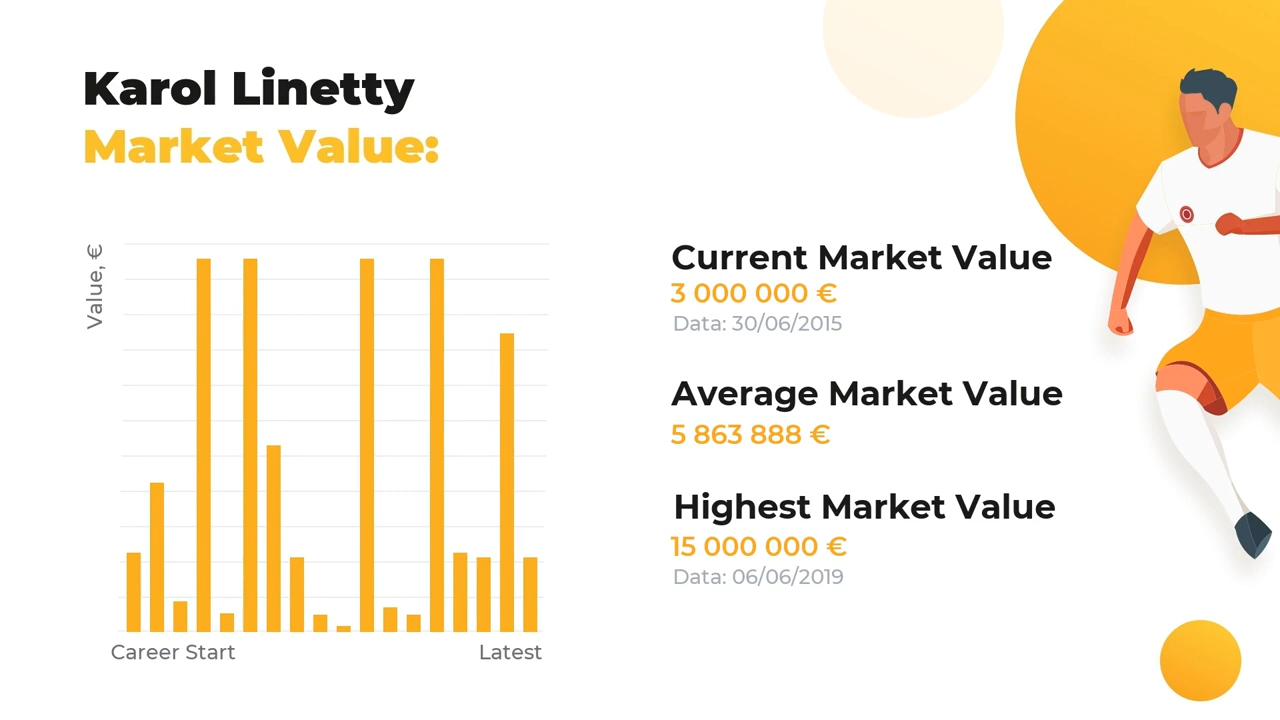 Karol Linetty
Market Value:
Value, €
Career Start
Latest
Current Market Value
3 000 000 €
Data: 30/06/2015
Average Market Value
5 863 888 €
Highest Market Value
15 000 000 €
Data: 06/06/2019